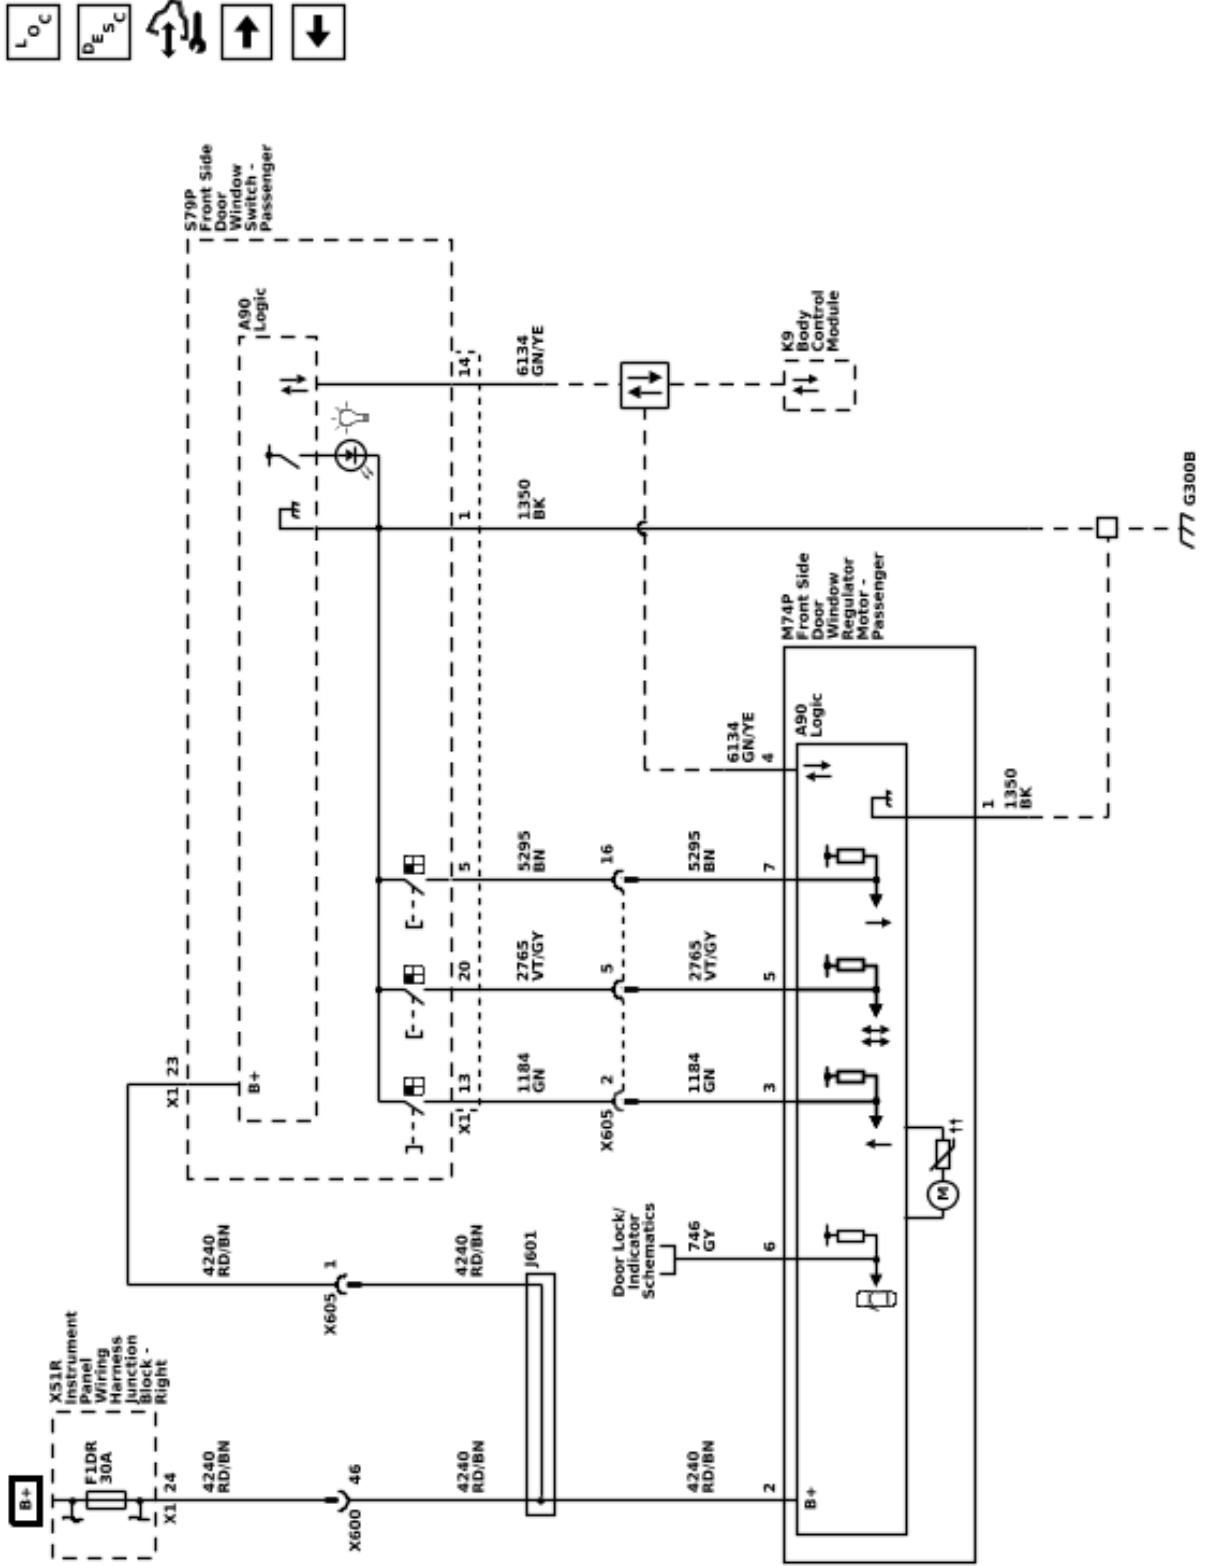 L O C
D E S C
B+
X51R
Instrument
Panel
Wiring
Harness
Junction
Block -
Right
F1DR
30A
X1 24
4240
RD/BN
X600 46
4240
RD/BN
J601
4240
RD/BN
X605 1
4240
RD/BN
X1 23
S79P
Front Side
Door
Window
Switch -
Passenger
A90
Logic
B+
X1 13
20
5
1
14
1184
GN
2765
VT/GY
5295
BN
1350
BK
6134
GN/YE
X605 2
5
16
K9
Body
Control
Module
Door Lock/
Indicator
Schematics
4240
RD/BN
746
GY
1184
GN
2765
VT/GY
5295
BN
6134
GN/YE
2
6
3
5
7
4
M74P
Front Side
Door
Window
Regulator
Motor -
Passenger
A90
Logic
B+
M
1
1350
BK
G300B